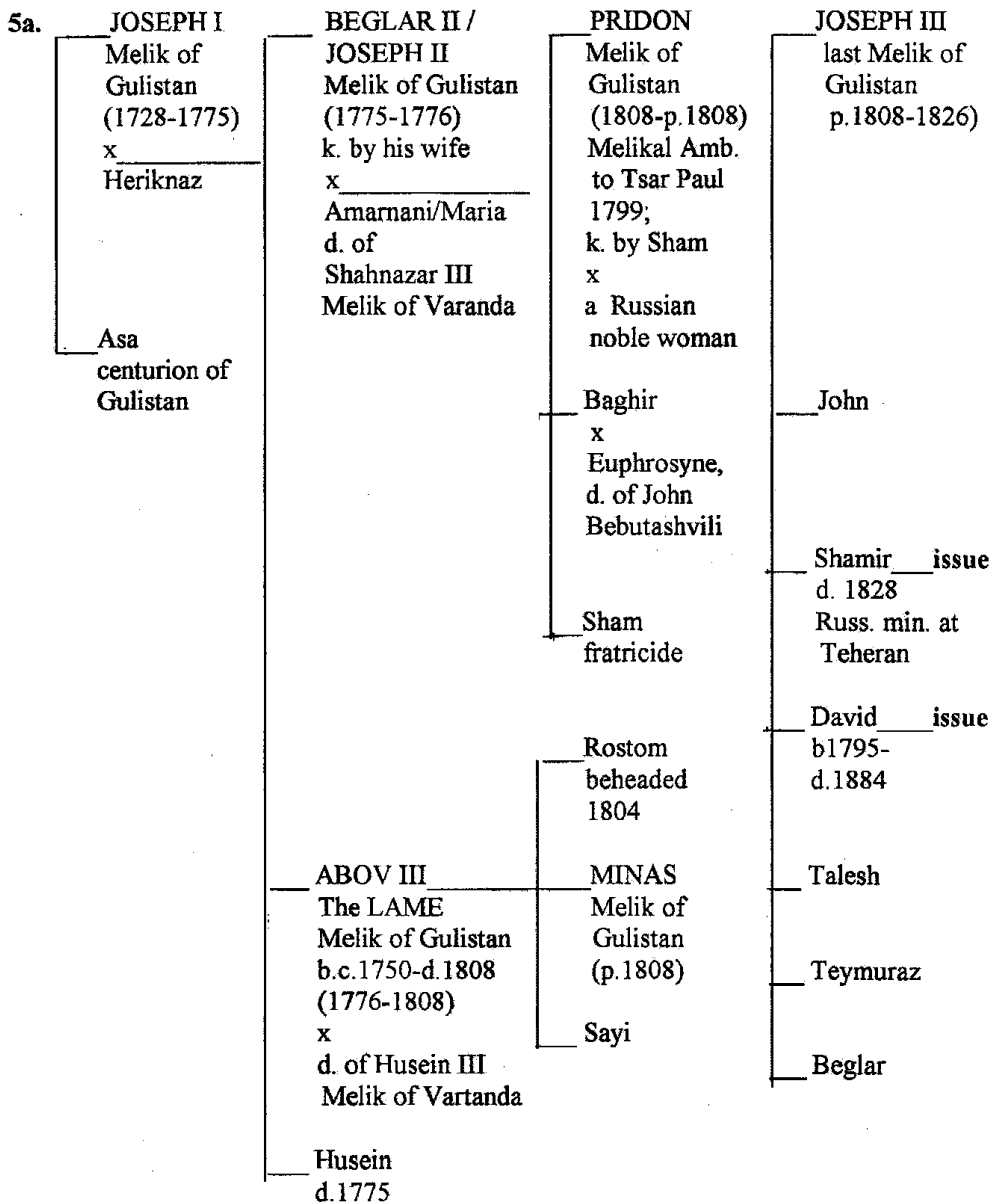 5a.
JOSEPH I
Melik of
Gulistan
(1728-1775)
x
Heriknaz
Asa
centurion of
Gulistan
BEGLAR II /
JOSEPH II
Melik of Gulistan
(1775-1776)
k. by his wife
x
Amamani/Maria
d. of
Shahnazar III
Melik of Varanda
ABOV III
The LAME
Melik of Gulistan
b.c.1750-d.1808
(1776-1808)
x
d. of Husein III
Melik of Vartanda
Husein
d.1775
PRIDON
Melik of
Gulistan
(1808-p.1808)
Melikal Amb.
to Tsar Paul
1799;
k. by Sham
x
a Russian
noble woman
Baghir
x
Euphrosyne,
d. of John
Bebutashvili
Sham
fratricide
Rostom
beheaded
1804
MINAS
Melik of
Gulistan
(p.1808)
Sayi
JOSEPH III
last Melik of
Gulistan
p.1808-1826)
John
Shamir issue
d. 1828
Russ. min. at
Teheran
David issue
b1795-
d.1884
Talesh
Teymuraz
Beglar